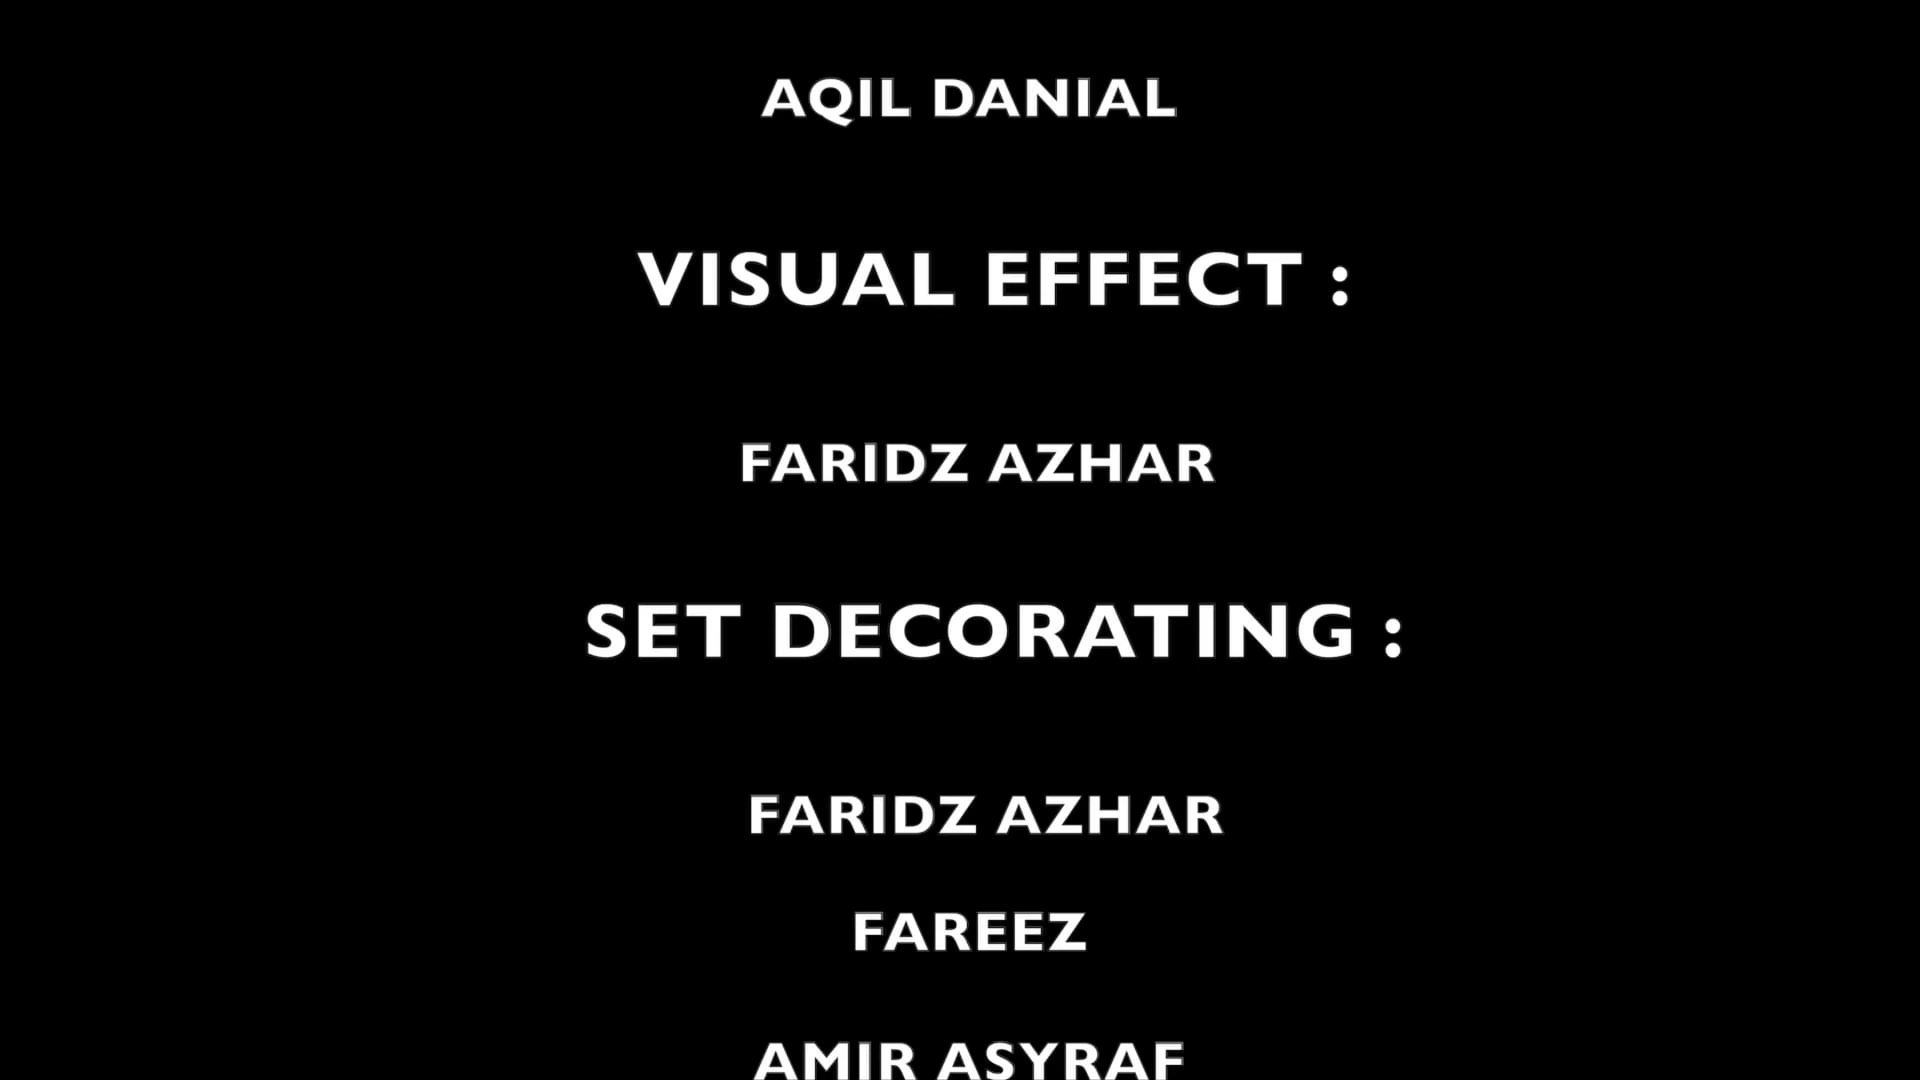 AQIL DANIAL
VISUAL EFFECT :
FARIDZ AZHAR
SET DECORATING :
FARIDZ AZHAR
FAREEZ
AMIR ASYRAF